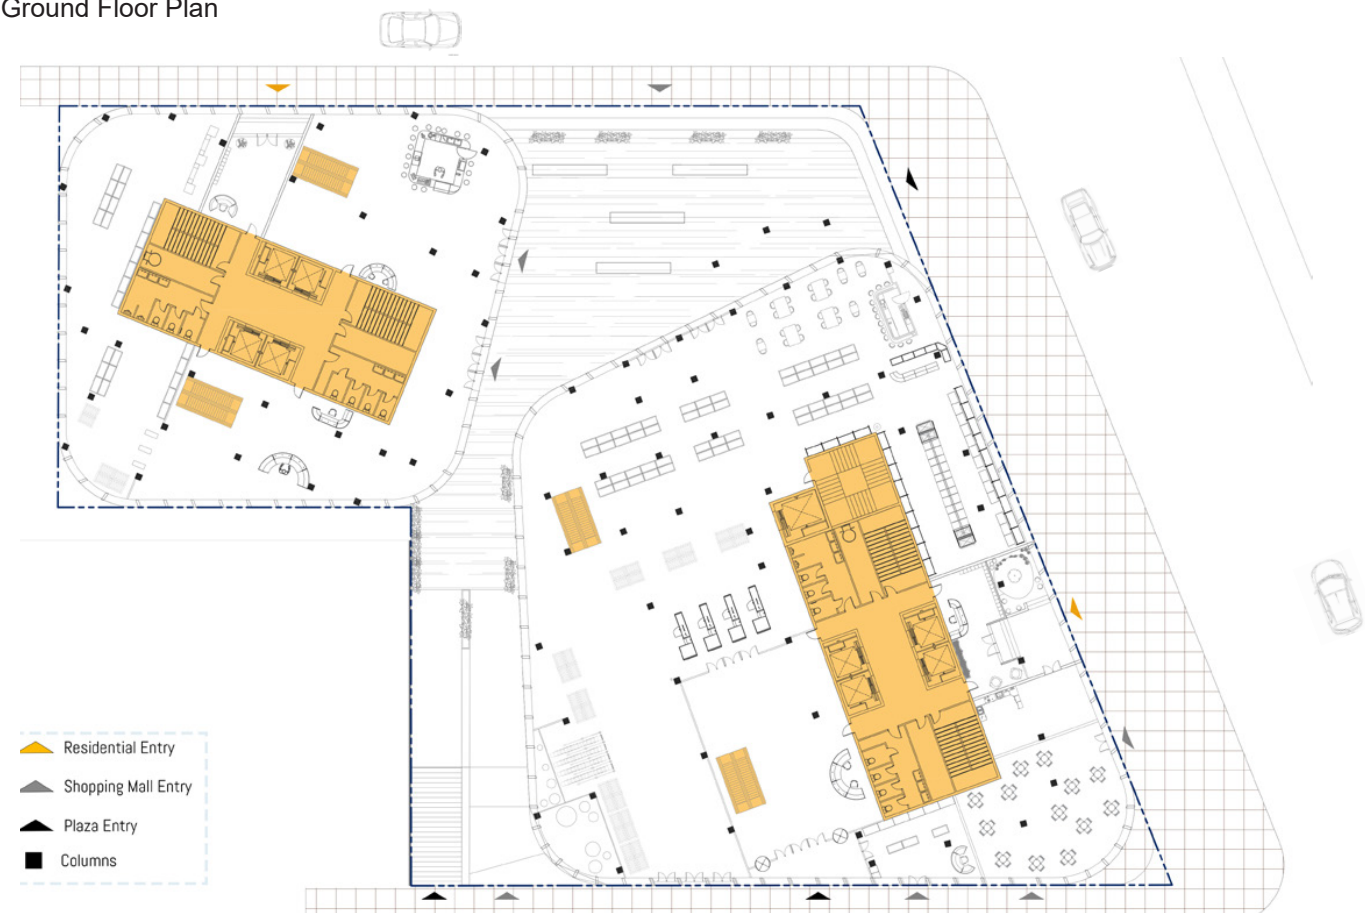 Ground Floor Plan
Residential Entry
Shopping Mall Entry
Plaza Entry
Columns